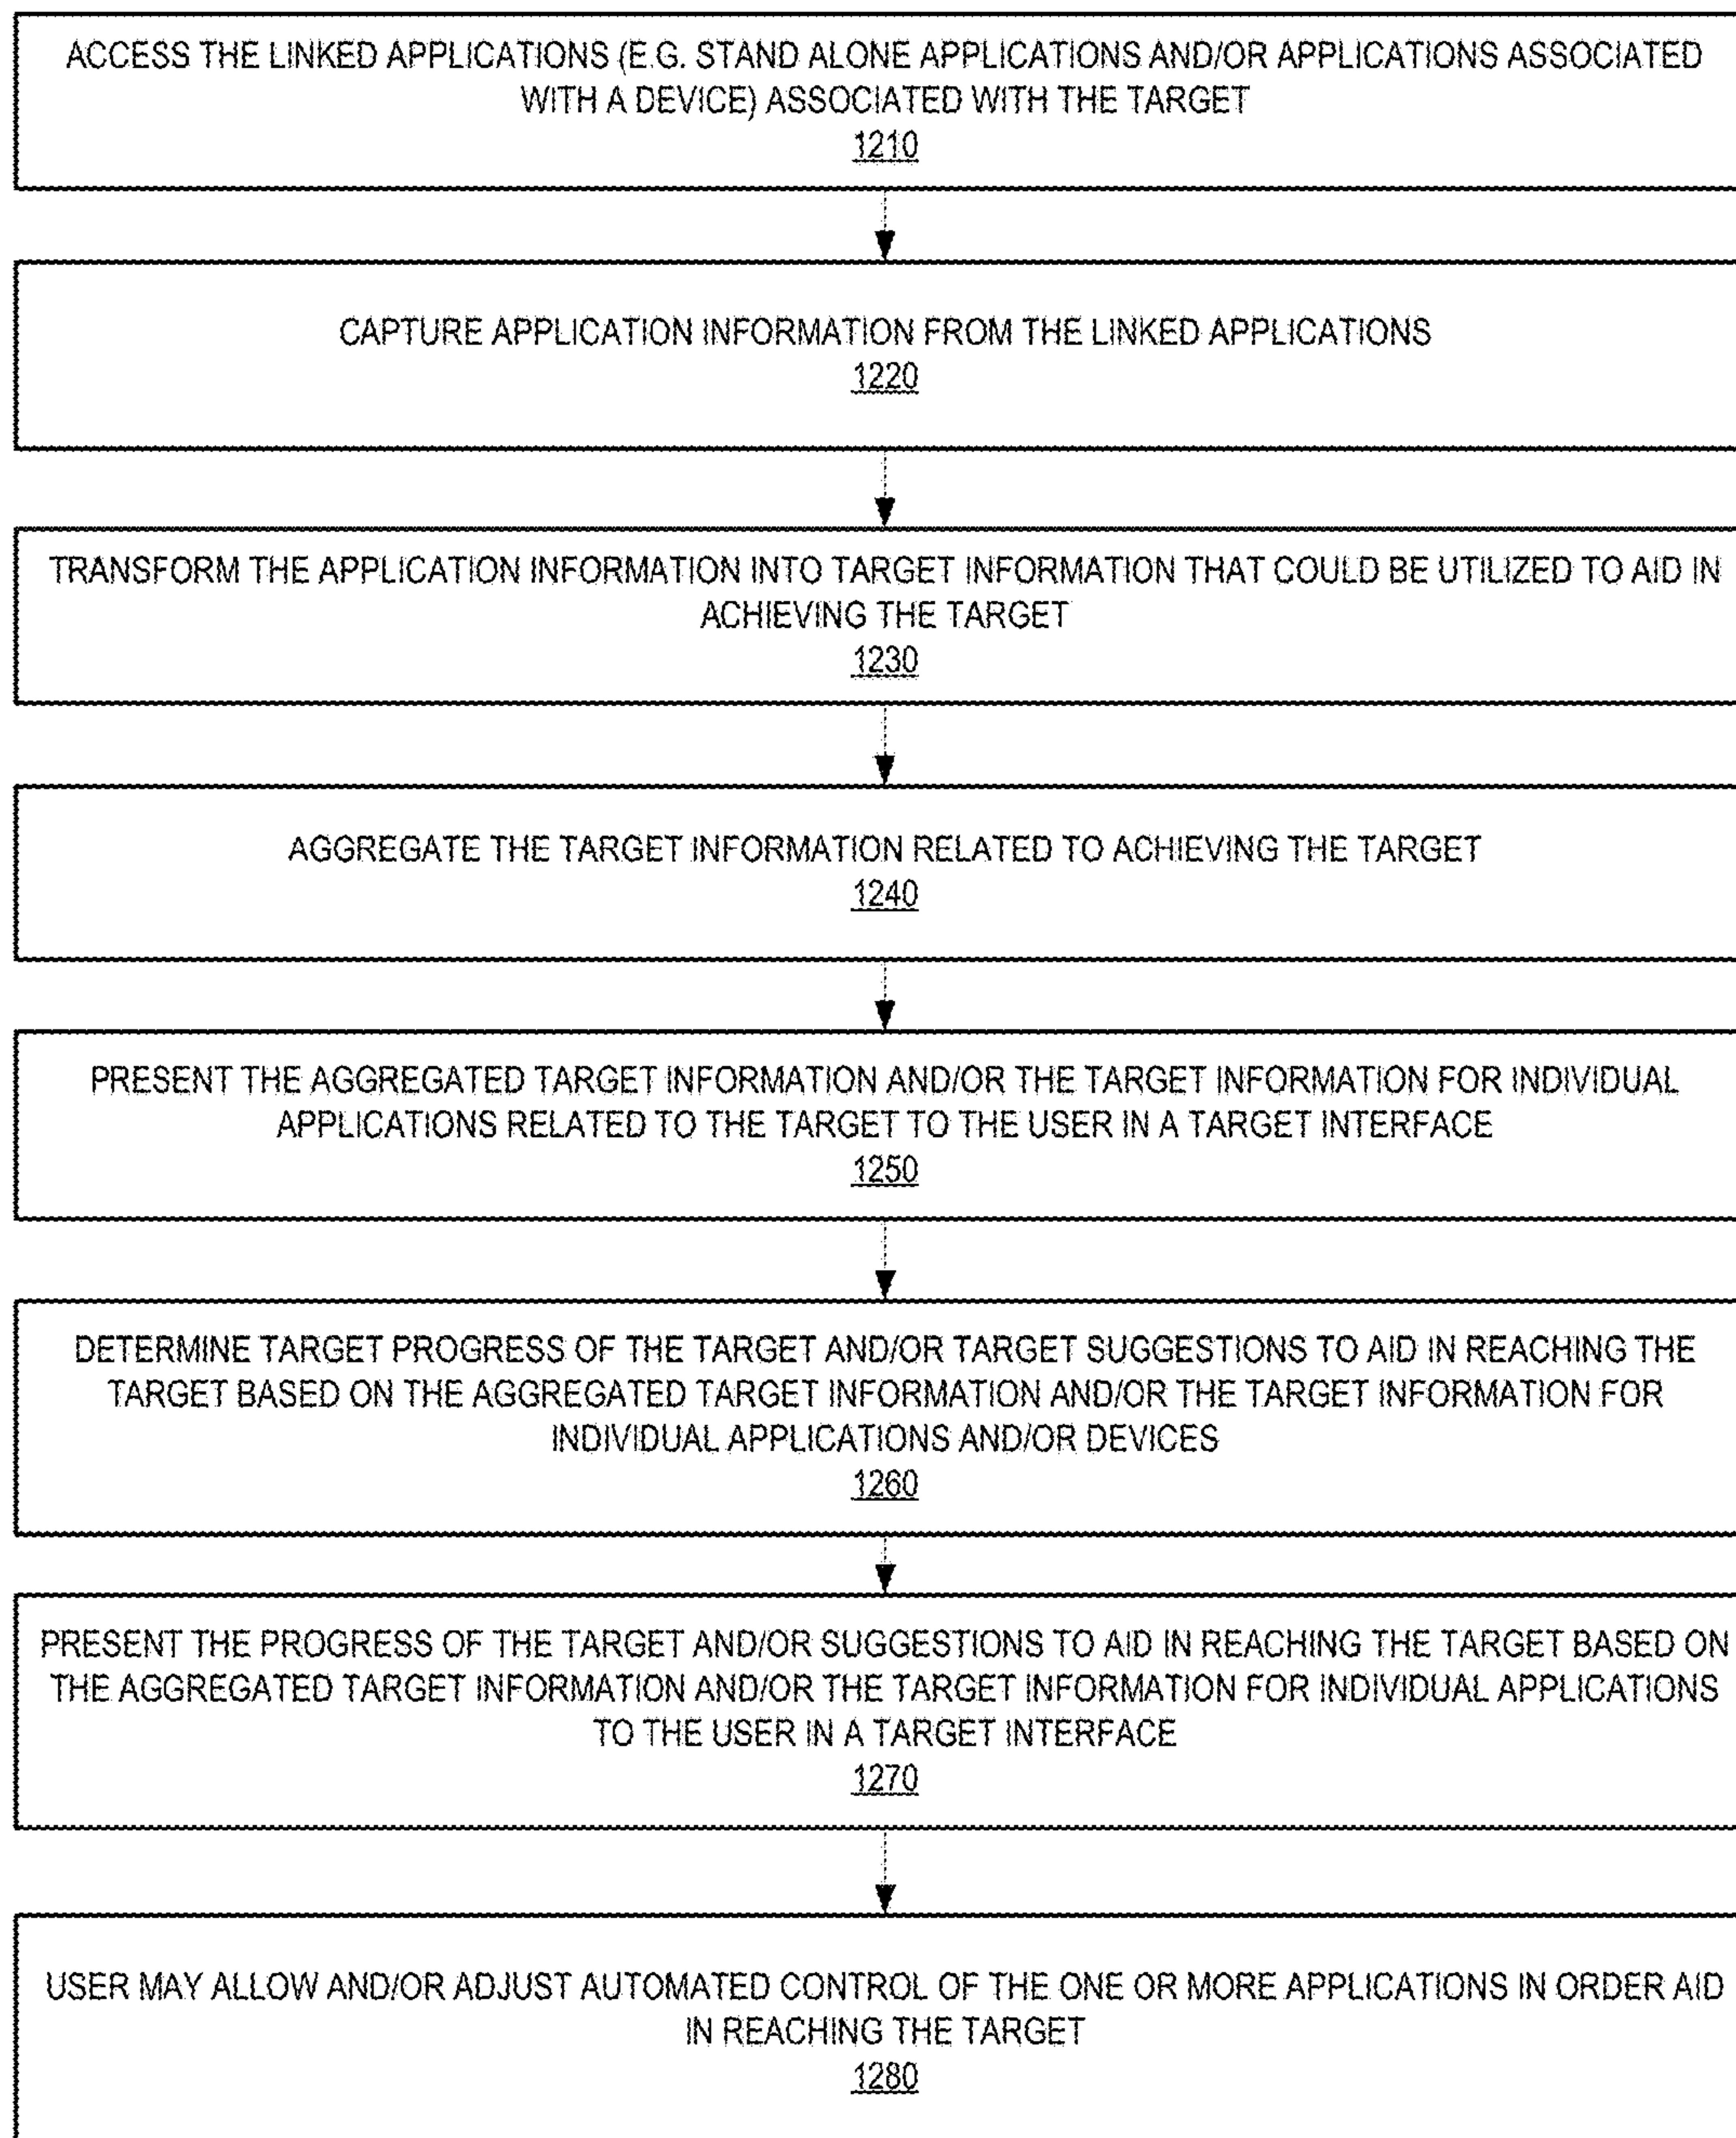 ACCESS THE LINKED APPLICATIONS (E.G. STAND ALONE APPLICATIONS AND/OR APPLICATIONS ASSOCIATED
WITH A DEVICE) ASSOCIATED WITH THE TARGET
1210
CAPTURE APPLICATION INFORMATION FROM THE LINKED APPLICATIONS
1220
TRANSFORM THE APPLICATION INFORMATION INTO TARGET INFORMATION THAT COULD BE UTILIZED TO AID IN
ACHIEVING THE TARGET
1230
AGGREGATE THE TARGET INFORMATION RELATED TO ACHIEVING THE TARGET
1240
PRESENT THE AGGREGATED TARGET INFORMATION AND/OR THE TARGET INFORMATION FOR INDIVIDUAL
APPLICATIONS RELATED TO THE TARGET TO THE USER IN A TARGET INTERFACE
1250
DETERMINE TARGET PROGRESS OF THE TARGET AND/OR TARGET SUGGESTIONS TO AID IN REACHING THE
TARGET BASED ON THE AGGREGATED TARGET INFORMATION AND/OR THE TARGET INFORMATION FOR
INDIVIDUAL APPLICATIONS AND/OR DEVICES
1260
PRESENT THE PROGRESS OF THE TARGET AND/OR SUGGESTIONS TO AID IN REACHING THE TARGET BASED ON
THE AGGREGATED TARGET INFORMATION AND/OR THE TARGET INFORMATION FOR INDIVIDUAL APPLICATIONS
TO THE USER IN A TARGET INTERFACE
1270
USER MAY ALLOW AND/OR ADJUST AUTOMATED CONTROL OF THE ONE OR MORE APPLICATIONS IN ORDER AID
IN REACHING THE TARGET
1280